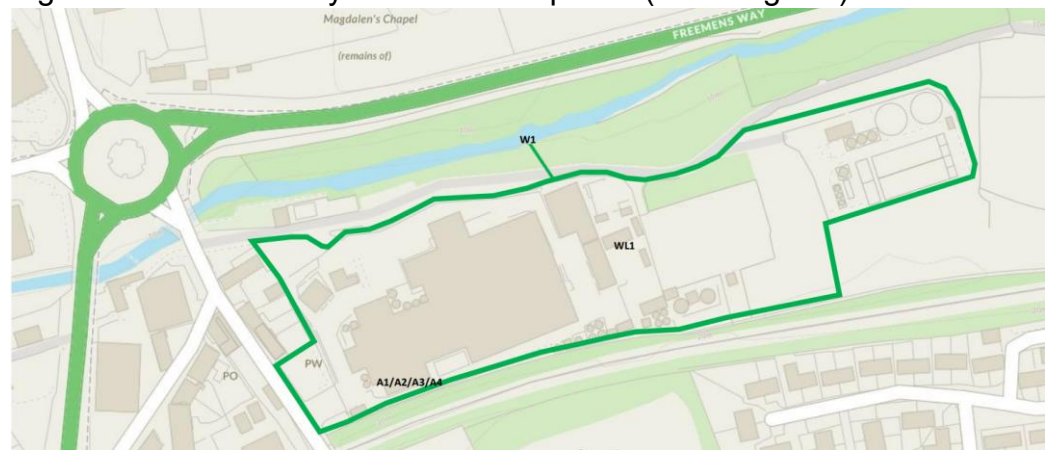 Magdalen's Chapel
(remains of)
FREEMENS WAY
W1
WL1
A1/A2/A3/A4
PW
PO